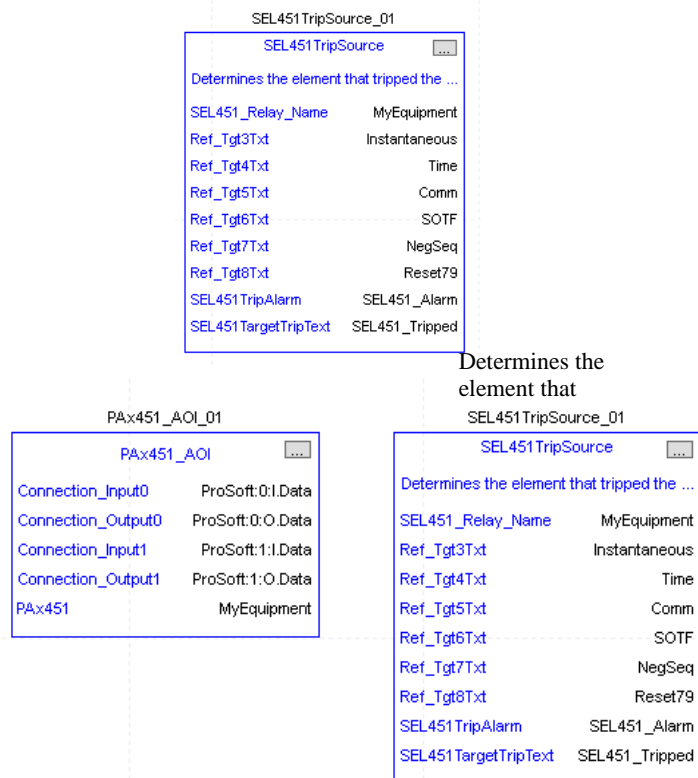 SEL451TripSource_01
SEL451TripSource ...
Determines the element that tripped the ...
SEL451_Relay_Name MyEquipment
Ref_Tgt3Txt Instantaneous
Ref_Tgt4Txt Time
Ref_Tgt5Txt Comm
Ref_Tgt6Txt SOTF
Ref_Tgt7Txt NegSeq
Ref_Tgt8Txt Reset79
SEL451TripAlarm SEL451_Alarm
SEL451TargetTripText SEL451_Tripped
Determines the
element that
PAx451_AOI_01
PAx451_AOI ...
Connection_Input0 ProSoft:0:I.Data
Connection_Output0 ProSoft:0:O.Data
Connection_Input1 ProSoft:1:I.Data
Connection_Output1 ProSoft:1:O.Data
PAx451 MyEquipment
SEL451TripSource_01
SEL451TripSource ...
Determines the element that tripped the ...
SEL451_Relay_Name MyEquipment
Ref_Tgt3Txt Instantaneous
Ref_Tgt4Txt Time
Ref_Tgt5Txt Comm
Ref_Tgt6Txt SOTF
Ref_Tgt7Txt NegSeq
Ref_Tgt8Txt Reset79
SEL451TripAlarm SEL451_Alarm
SEL451TargetTripText SEL451_Tripped